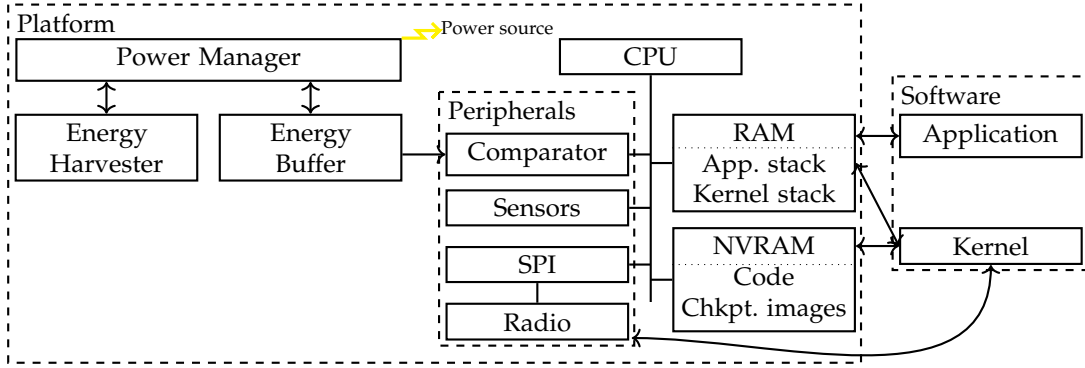 Platform
Power source
Power Manager
CPU
Energy
Harvester
Energy
Buffer
Peripherals
Comparator
Sensors
SPI
Radio
RAM
App. stack
Kernel stack
NVRAM
Code
Chkpt. images
Software
Application
Kernel